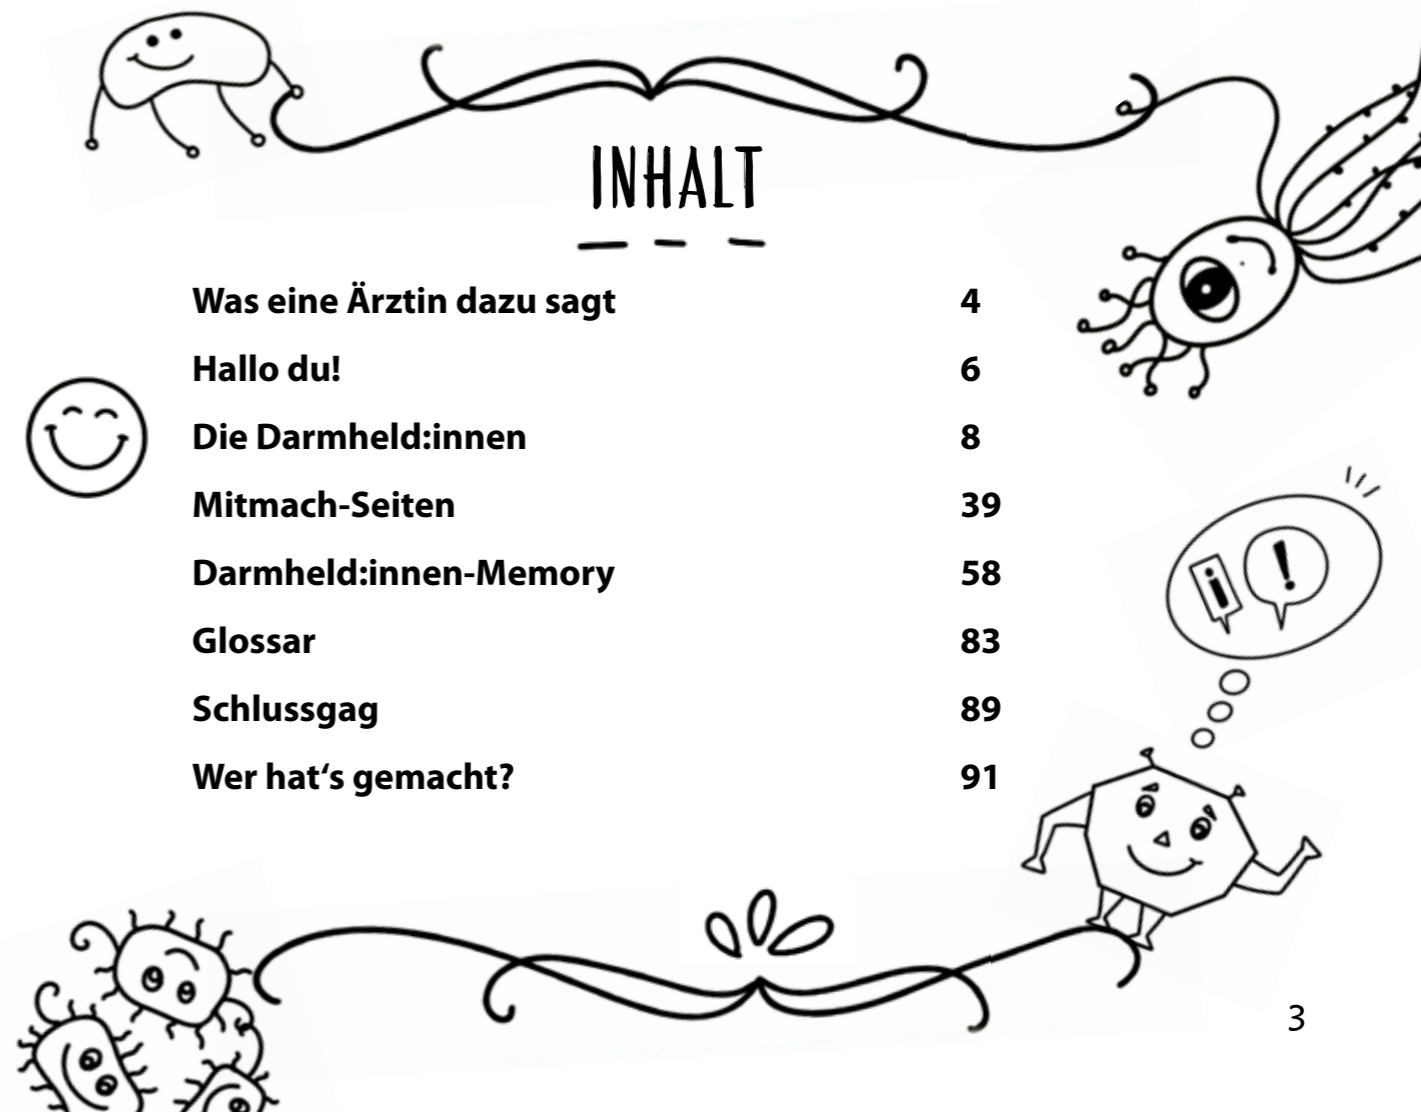 INHALT
Was eine Ärztin dazu sagt 4
Hallo du! 6
Die Darmheld:innen 8
Mitmach-Seiten 39
Darmheld:innen-Memory 58
Glossar 83
Schlussgag 89
Wer hat‘s gemacht? 91
i !
3